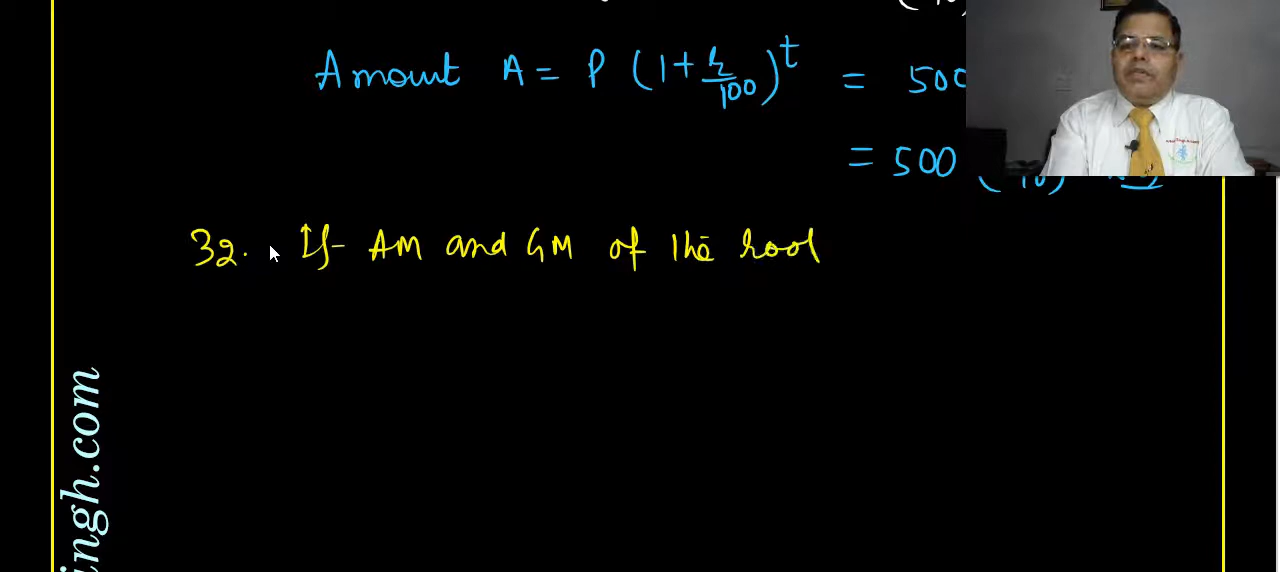 Amount A = P (1+ r/100)^t = 500
= 500
32. If AM and GM of the root
ingh.com